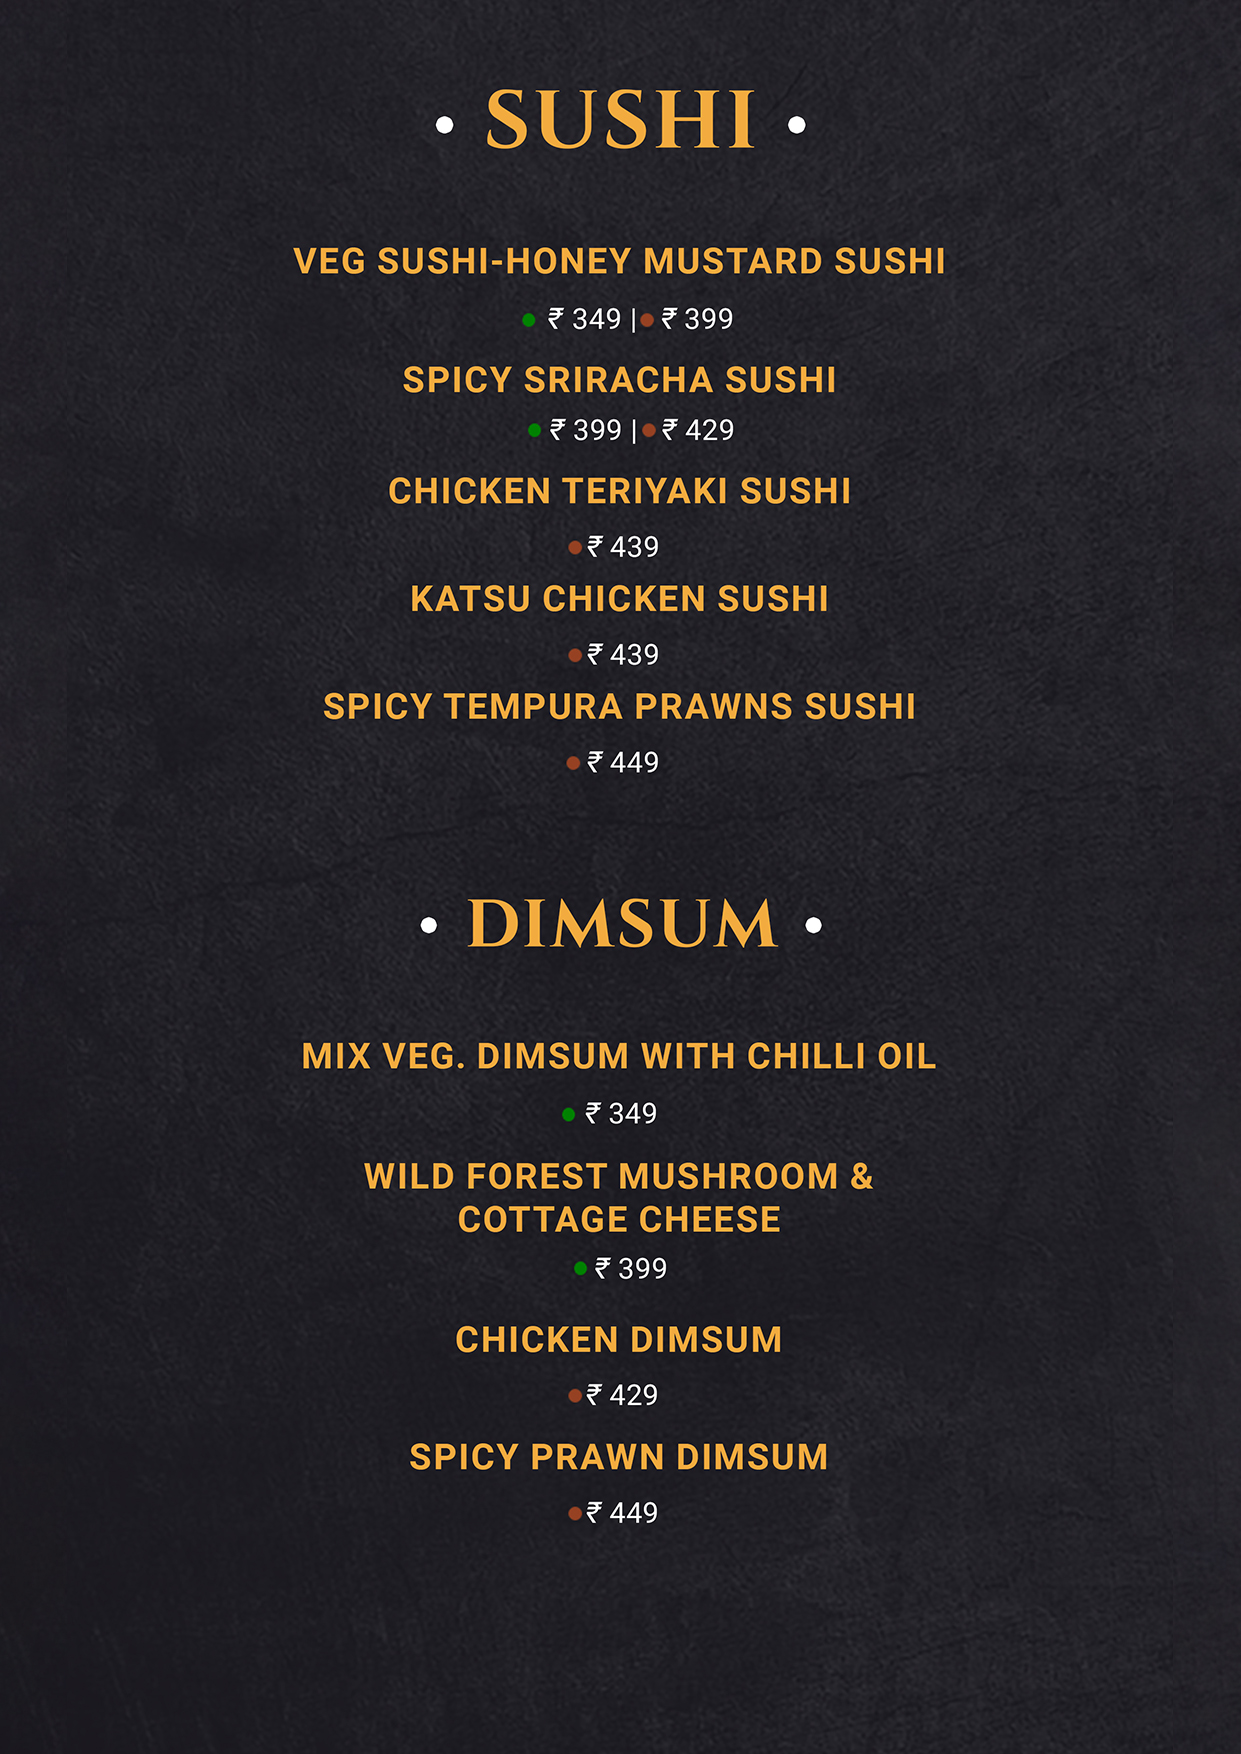 • SUSHI •
VEG SUSHI-HONEY MUSTARD SUSHI
● ₹ 349 |● ₹ 399
SPICY SRIRACHA SUSHI
● ₹ 399 |● ₹ 429
CHICKEN TERIYAKI SUSHI
●₹ 439
KATSU CHICKEN SUSHI
●₹ 439
SPICY TEMPURA PRAWNS SUSHI
●₹ 449
• DIMSUM •
MIX VEG. DIMSUM WITH CHILLI OIL
● ₹ 349
WILD FOREST MUSHROOM &
COTTAGE CHEESE
● ₹ 399
CHICKEN DIMSUM
●₹ 429
SPICY PRAWN DIMSUM
●₹ 449